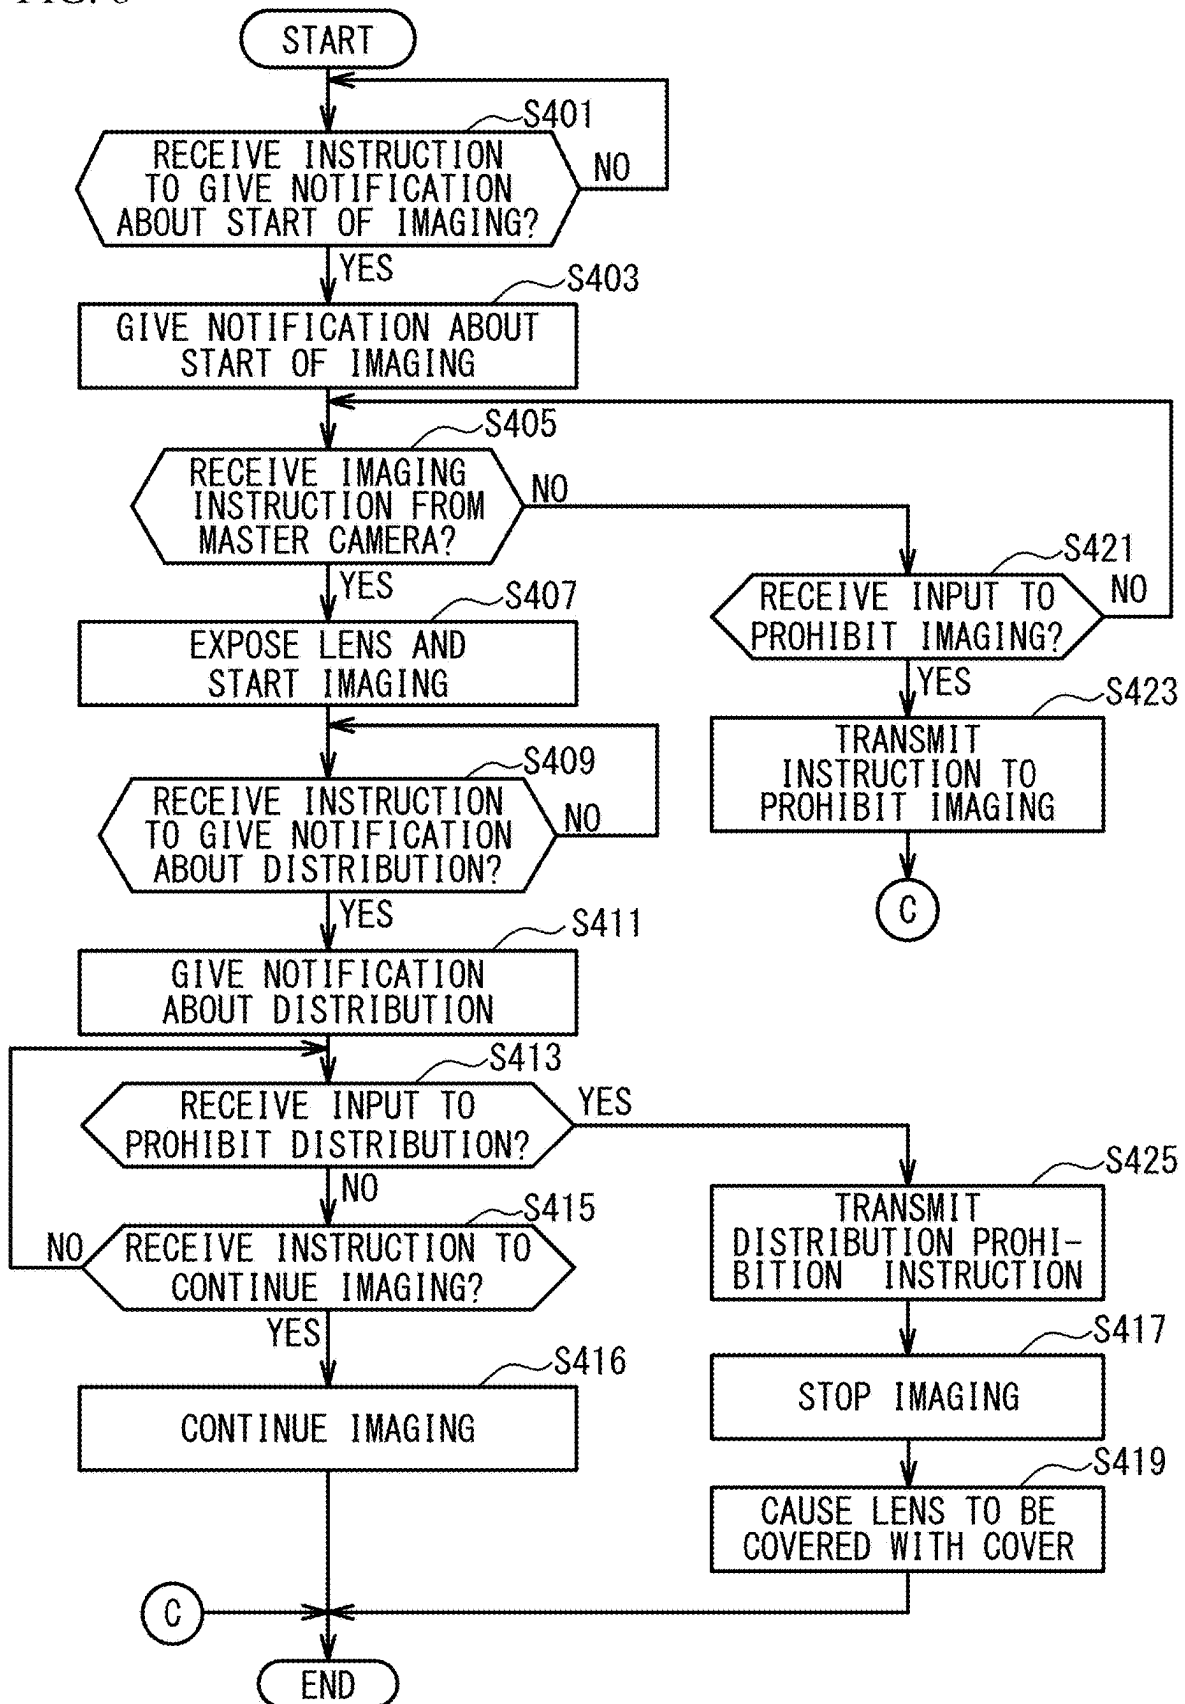 START
S401
RECEIVE INSTRUCTION
TO GIVE NOTIFICATION
ABOUT START OF IMAGING?
NO
YES
S403
GIVE NOTIFICATION ABOUT
START OF IMAGING
S405
RECEIVE IMAGING
INSTRUCTION FROM
MASTER CAMERA?
NO
YES
S421
RECEIVE INPUT TO
PROHIBIT IMAGING?
NO
YES
S407
EXPOSE LENS AND
START IMAGING
S423
TRANSMIT
INSTRUCTION TO
PROHIBIT IMAGING
C
S409
RECEIVE INSTRUCTION
TO GIVE NOTIFICATION
ABOUT DISTRIBUTION?
NO
YES
S411
GIVE NOTIFICATION
ABOUT DISTRIBUTION
S413
RECEIVE INPUT TO
PROHIBIT DISTRIBUTION?
YES
NO
S415
RECEIVE INSTRUCTION TO
CONTINUE IMAGING?
NO
YES
S416
CONTINUE IMAGING
S425
TRANSMIT
DISTRIBUTION PROHI-
BITION INSTRUCTION
S417
STOP IMAGING
S419
CAUSE LENS TO BE
COVERED WITH COVER
C
END